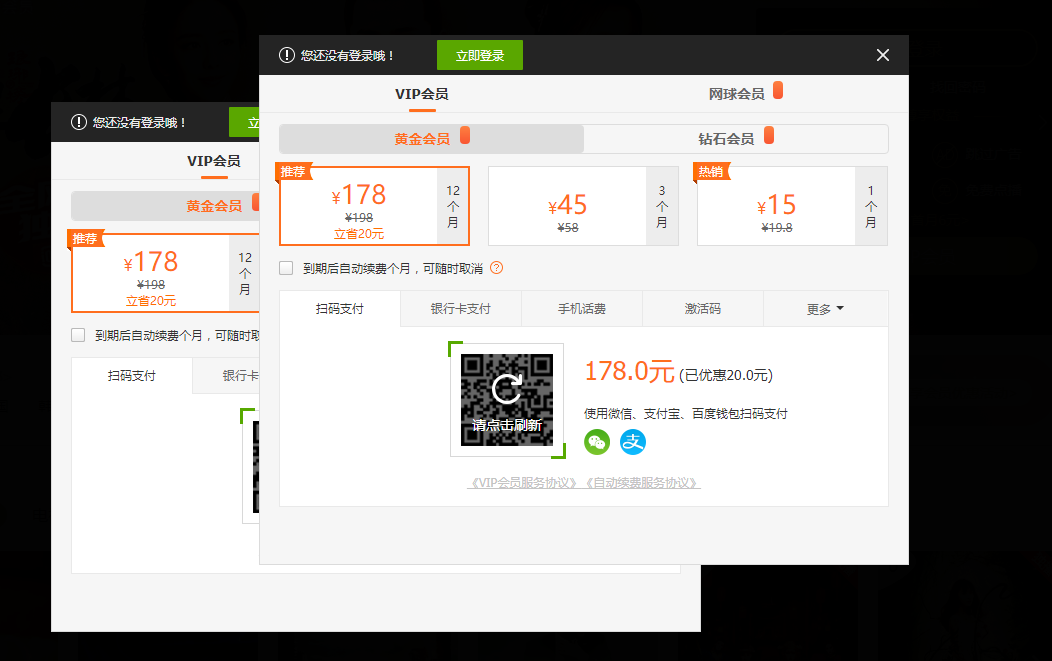 您还没有登录哦！ 立即登录
VIP会员 网球会员
黄金会员 钻石会员
推荐 ¥178 ¥198 立省20元 12个月
¥45 ¥58 3个月
热销 ¥15 ¥19.8 1个月
到期后自动续费个月，可随时取消 ?
扫码支付 银行卡支付 手机话费 激活码 更多
请点击刷新
178.0元 (已优惠20.0元)
使用微信、支付宝、百度钱包扫码支付
《VIP会员服务协议》《自动续费服务协议》
您还没有登录哦！ 立
VIP会员
黄金会员
推荐 ¥178 ¥198 立省20元 12个月
到期后自动续费个月，可随时取
扫码支付 银行卡